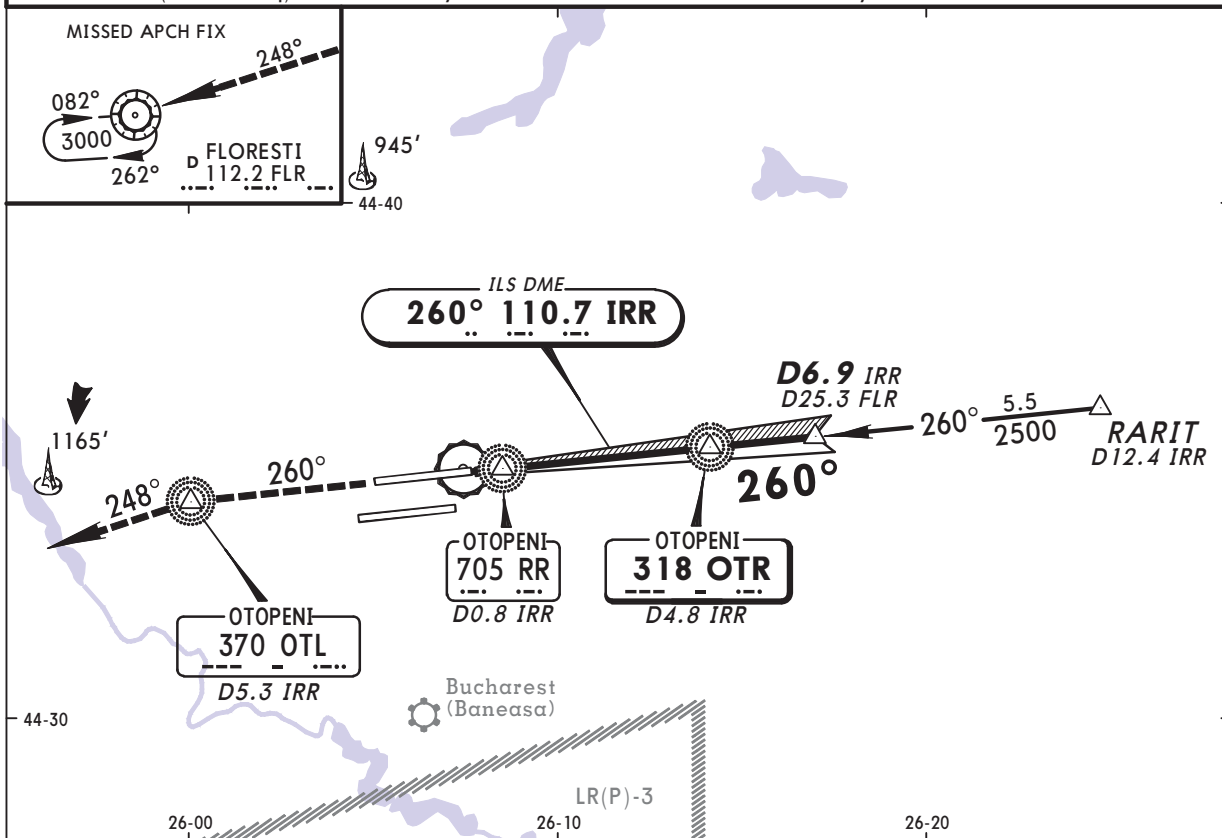 MISSED APCH FIX
248°
082°
3000
262°
D FLORESTI
112.2 FLR
945'
44-40
ILS DME
260° 110.7 IRR
D6.9 IRR
D25.3 FLR
260°
5.5
2500
RARIT
D12.4 IRR
1165'
248°
260°
260°
OTOPENI
705 RR
D0.8 IRR
OTOPENI
318 OTR
D4.8 IRR
OTOPENI
370 OTL
D5.3 IRR
Bucharest
(Baneasa)
44-30
LR(P)-3
26-00
26-10
26-20